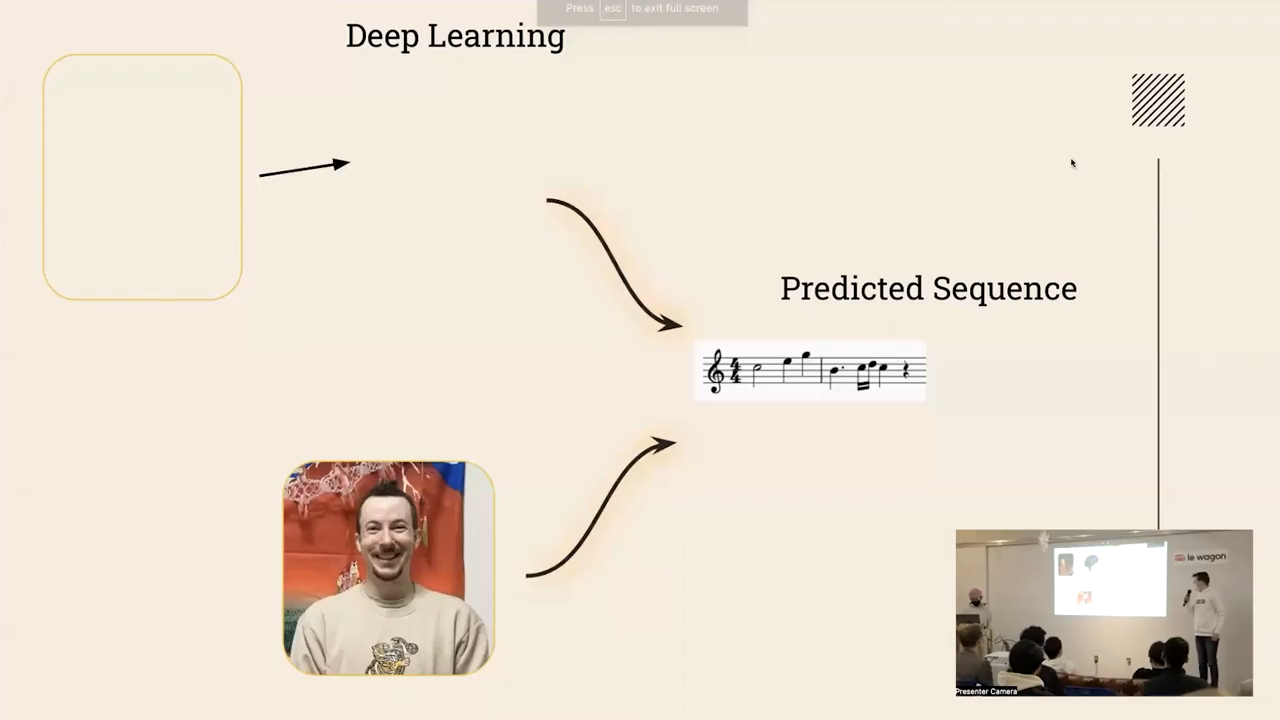 Press esc to exit full screen
Deep Learning
Predicted Sequence
le wagon
Presenter Camera